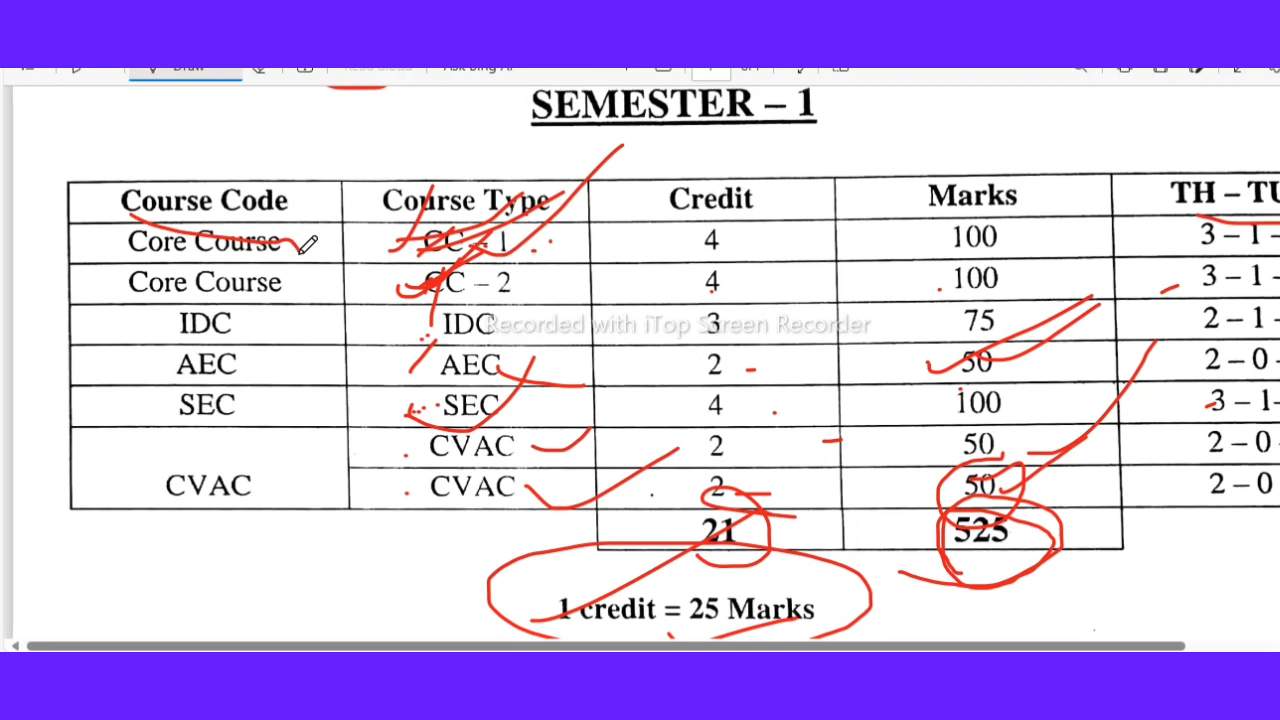 SEMESTER – 1
Course Code Course Type Credit Marks TH – TU
Core Course CC – 1 4 100 3 – 1 –
Core Course CC – 2 4 100 3 – 1 –
IDC IDC 3 75 2 – 1 –
Recorded with iTop Screen Recorder
AEC AEC 2 50 2 – 0 –
SEC SEC 4 100 3 – 1–
CVAC 2 50 2 – 0 –
CVAC CVAC 2 50 2 – 0
21 525
1 credit = 25 Marks